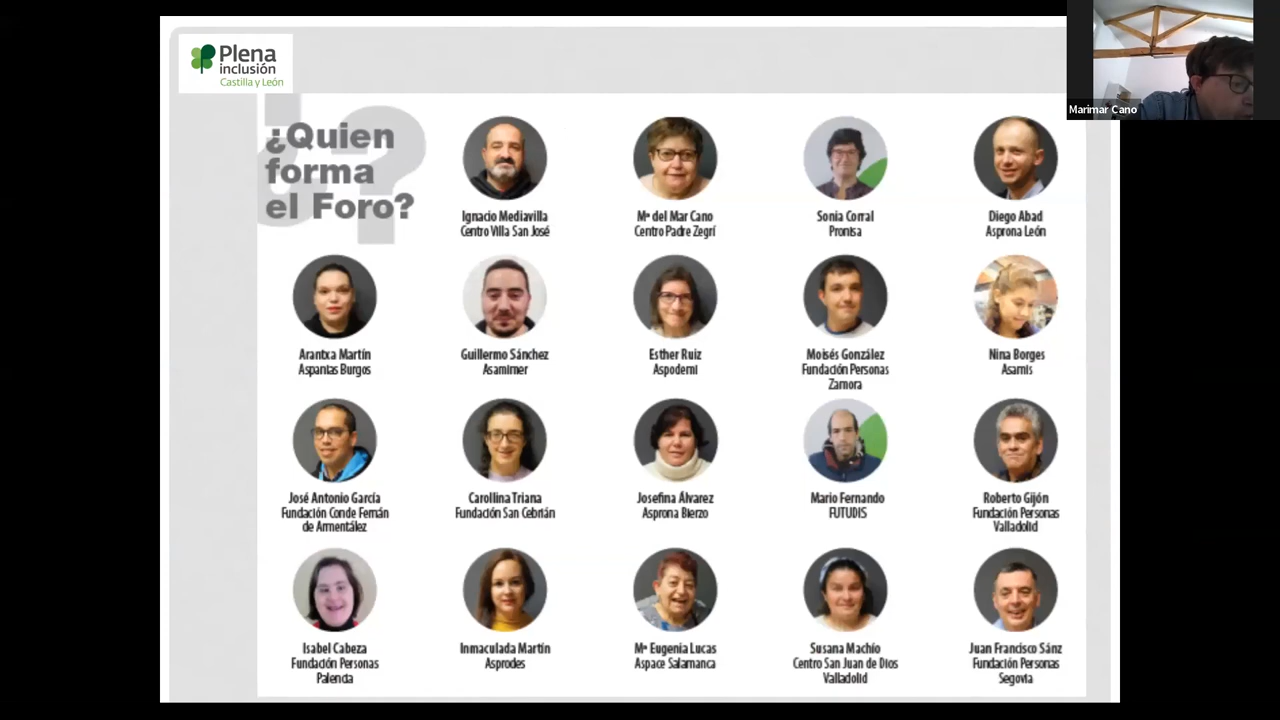 Plena
inclusión
Castilla y León
Marimar Cano
¿Quien
forma
el Foro?
Ignacio Mediavilla
Centro Villa San José
Mª del Mar Cano
Centro Padre Zegrí
Sonia Corral
Pronisa
Diego Abad
Asprona León
Arantxa Martín
Aspanias Burgos
Guillermo Sánchez
Asamimer
Esther Ruiz
Aspodemi
Moisés González
Fundación Personas
Zamora
Nina Borges
Asamis
José Antonio García
Fundación Conde Fernán
de Armentález
Carollina Triana
Fundación San Cebrián
Josefina Álvarez
Asprona Bierzo
Mario Fernando
FUTUDIS
Roberto Gijón
Fundación Personas
Valladolid
Isabel Cabeza
Fundación Personas
Palencia
Inmaculada Martín
Asprodes
Mª Eugenia Lucas
Aspace Salamanca
Susana Machío
Centro San Juan de Dios
Valladolid
Juan Francisco Sánz
Fundación Personas
Segovia